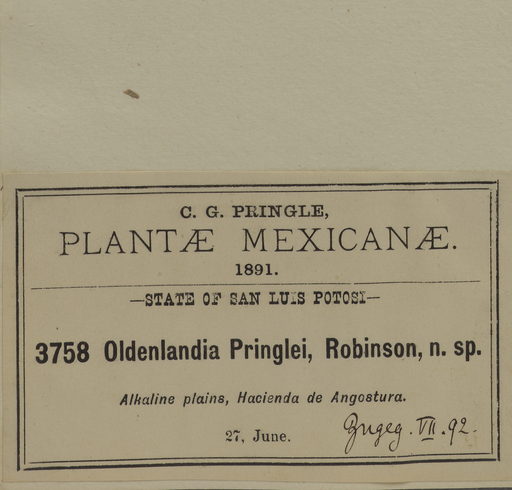 C. G. PRINGLE,
PLANTÆ MEXICANÆ.
1891.
—STATE OF SAN LUIS POTOSI—
3758 Oldenlandia Pringlei, Robinson, n. sp.
Alkaline plains, Hacienda de Angostura.
27, June. Zugeg. VII. 92.